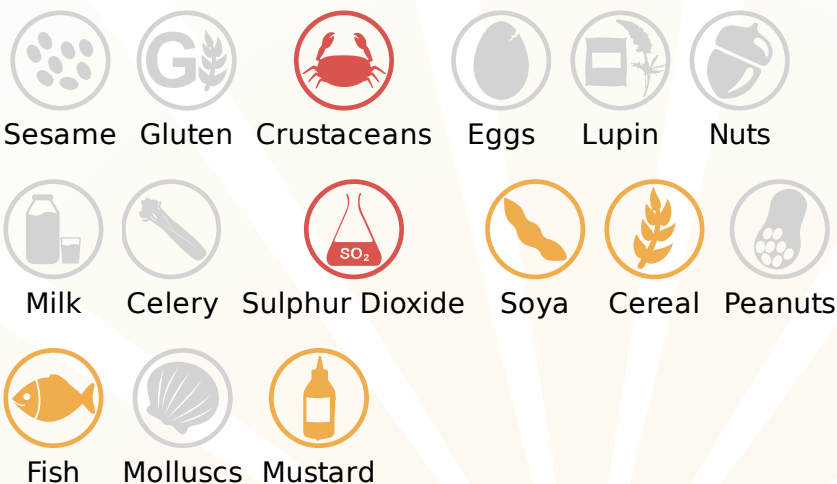 G
Sesame Gluten Crustaceans Eggs Lupin Nuts
SO₂
Milk Celery Sulphur Dioxide Soya Cereal Peanuts
Fish Molluscs Mustard